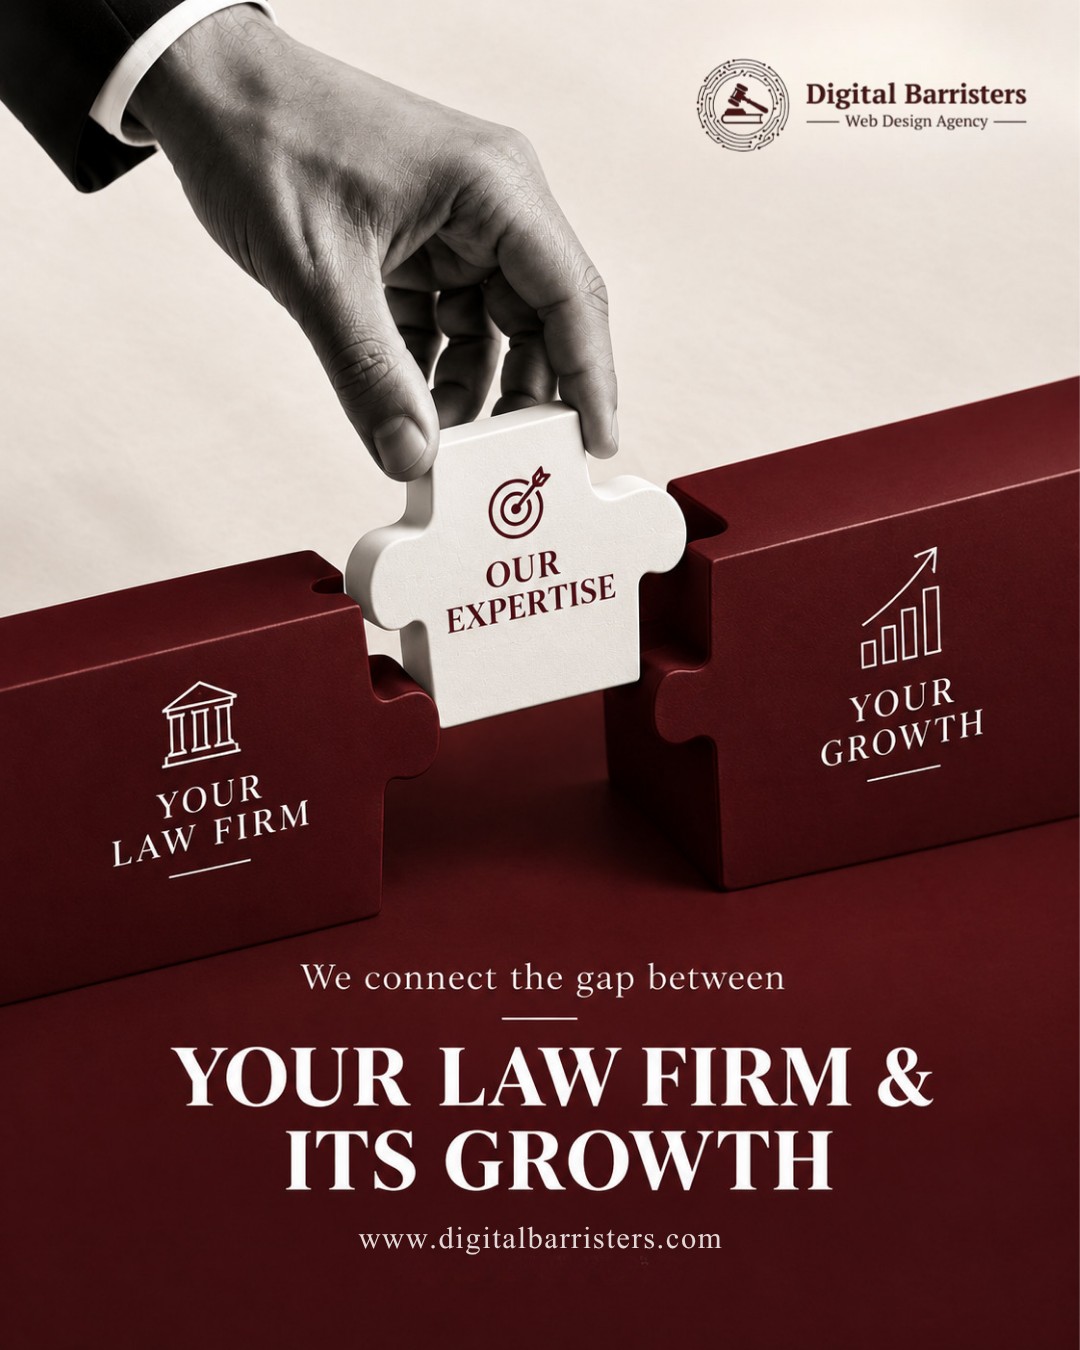 Digital Barristers
Web Design Agency
OUR
EXPERTISE
YOUR
LAW FIRM
YOUR
GROWTH
We connect the gap between
YOUR LAW FIRM &
ITS GROWTH
www.digitalbarristers.com